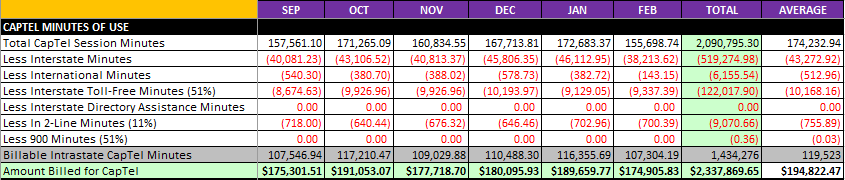 SEP OCT NOV DEC JAN FEB TOTAL AVERAGE
CAPTEL MINUTES OF USE
Total CapTel Session Minutes 157,561.10 171,265.09 160,834.55 167,713.81 172,683.37 155,698.74 2,090,795.30 174,232.94
Less Interstate Minutes (40,081.23) (43,106.52) (40,813.37) (45,806.35) (46,112.95) (38,213.62) (519,274.98) (43,272.92)
Less International Minutes (540.30) (380.70) (388.02) (578.73) (382.72) (143.15) (6,155.54) (512.96)
Less Interstate Toll-Free Minutes (51%) (8,674.63) (9,926.96) (9,926.96) (10,193.97) (9,129.05) (9,337.39) (122,017.90) (10,168.16)
Less Interstate Directory Assistance Minutes 0.00 0.00 0.00 0.00 0.00 0.00 0.00 0.00
Less In 2-Line Minutes (11%) (718.00) (640.44) (676.32) (646.46) (702.96) (700.39) (9,070.66) (755.89)
Less 900 Minutes (51%) 0.00 0.00 0.00 0.00 0.00 0.00 (0.36) (0.03)
Billable Intrastate CapTel Minutes 107,546.94 117,210.47 109,029.88 110,488.30 116,355.69 107,304.19 1,434,276 119,523
Amount Billed for CapTel $175,301.51 $191,053.07 $177,718.70 $180,095.93 $189,659.77 $174,905.83 $2,337,869.65 $194,822.47